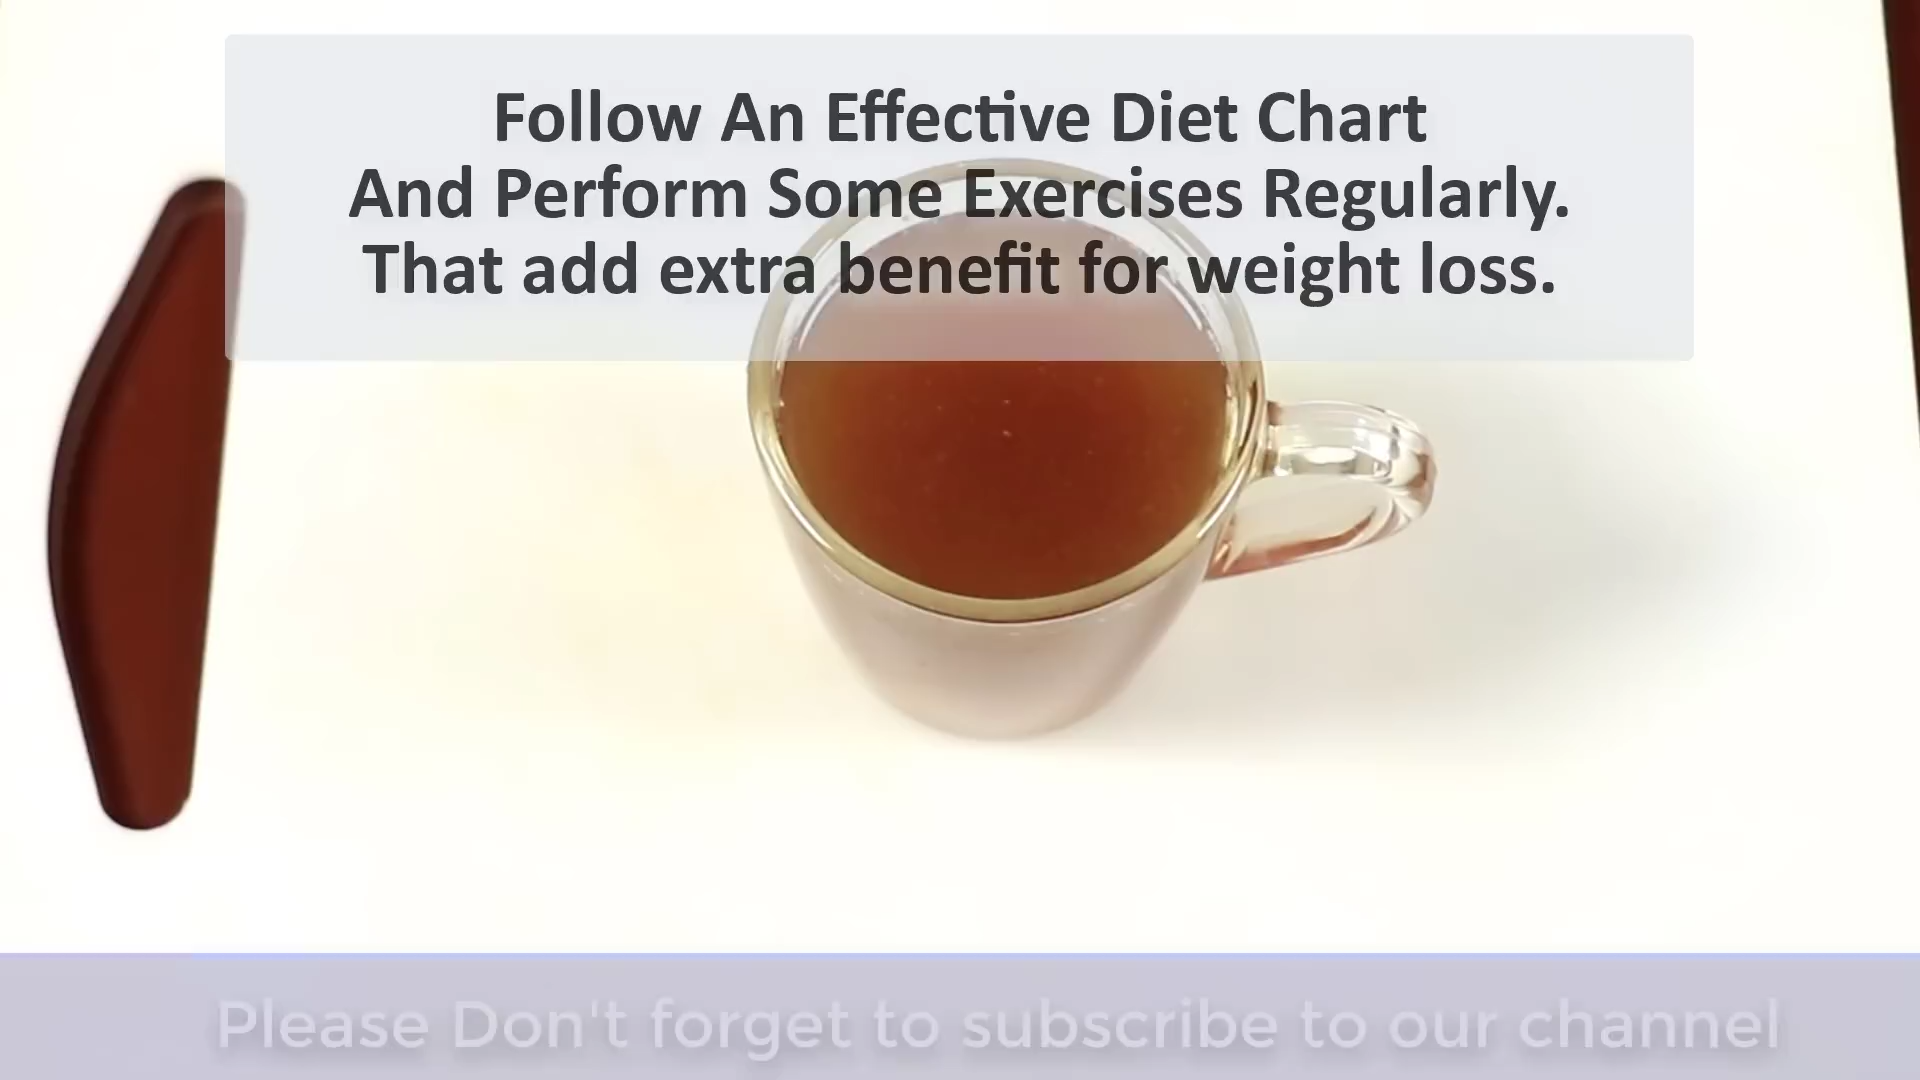 Follow An Effective Diet Chart
And Perform Some Exercises Regularly.
That add extra benefit for weight loss.
Please Don't forget to subscribe to our channel